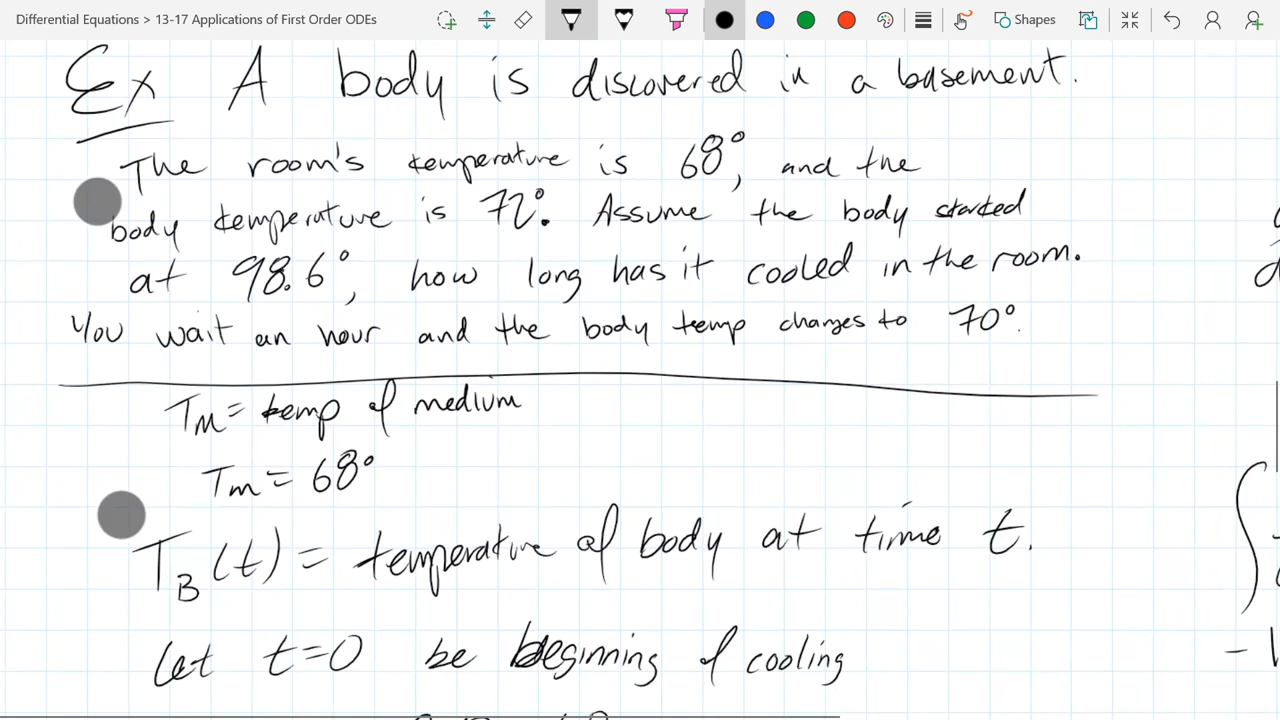 Differential Equations > 13-17 Applications of First Order ODEs
Shapes
Ex A body is discovered in a basement.
The room's temperature is 68°, and the
body temperature is 72°. Assume the body started
at 98.6°, how long has it cooled in the room.
You wait an hour and the body temp changes to 70°.
T_M = temp of medium
T_m = 68°
T_B(t) = temperature of body at time t.
Let t=0 be beginning of cooling